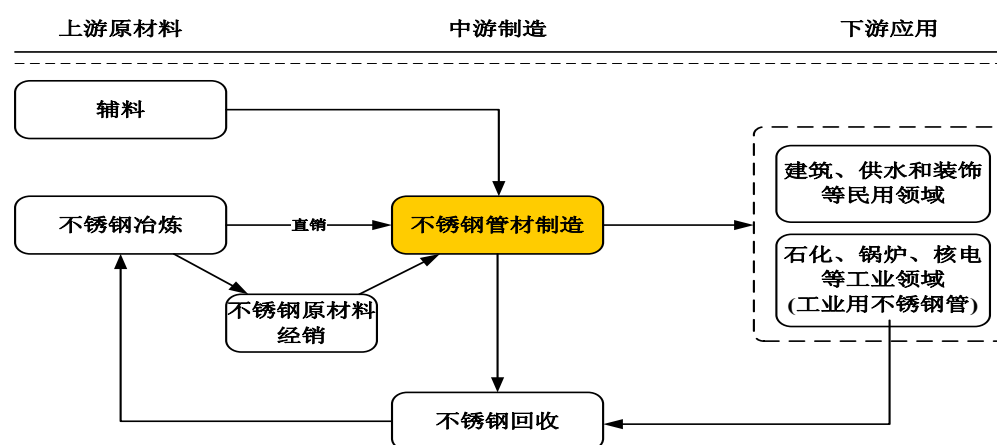 上游原材料
中游制造
下游应用
辅料
建筑、供水和装饰
等民用领域
不锈钢冶炼
直销
不锈钢管材制造
石化、锅炉、核电
等工业领域
(工业用不锈钢管)
不锈钢原材料
经销
不锈钢回收